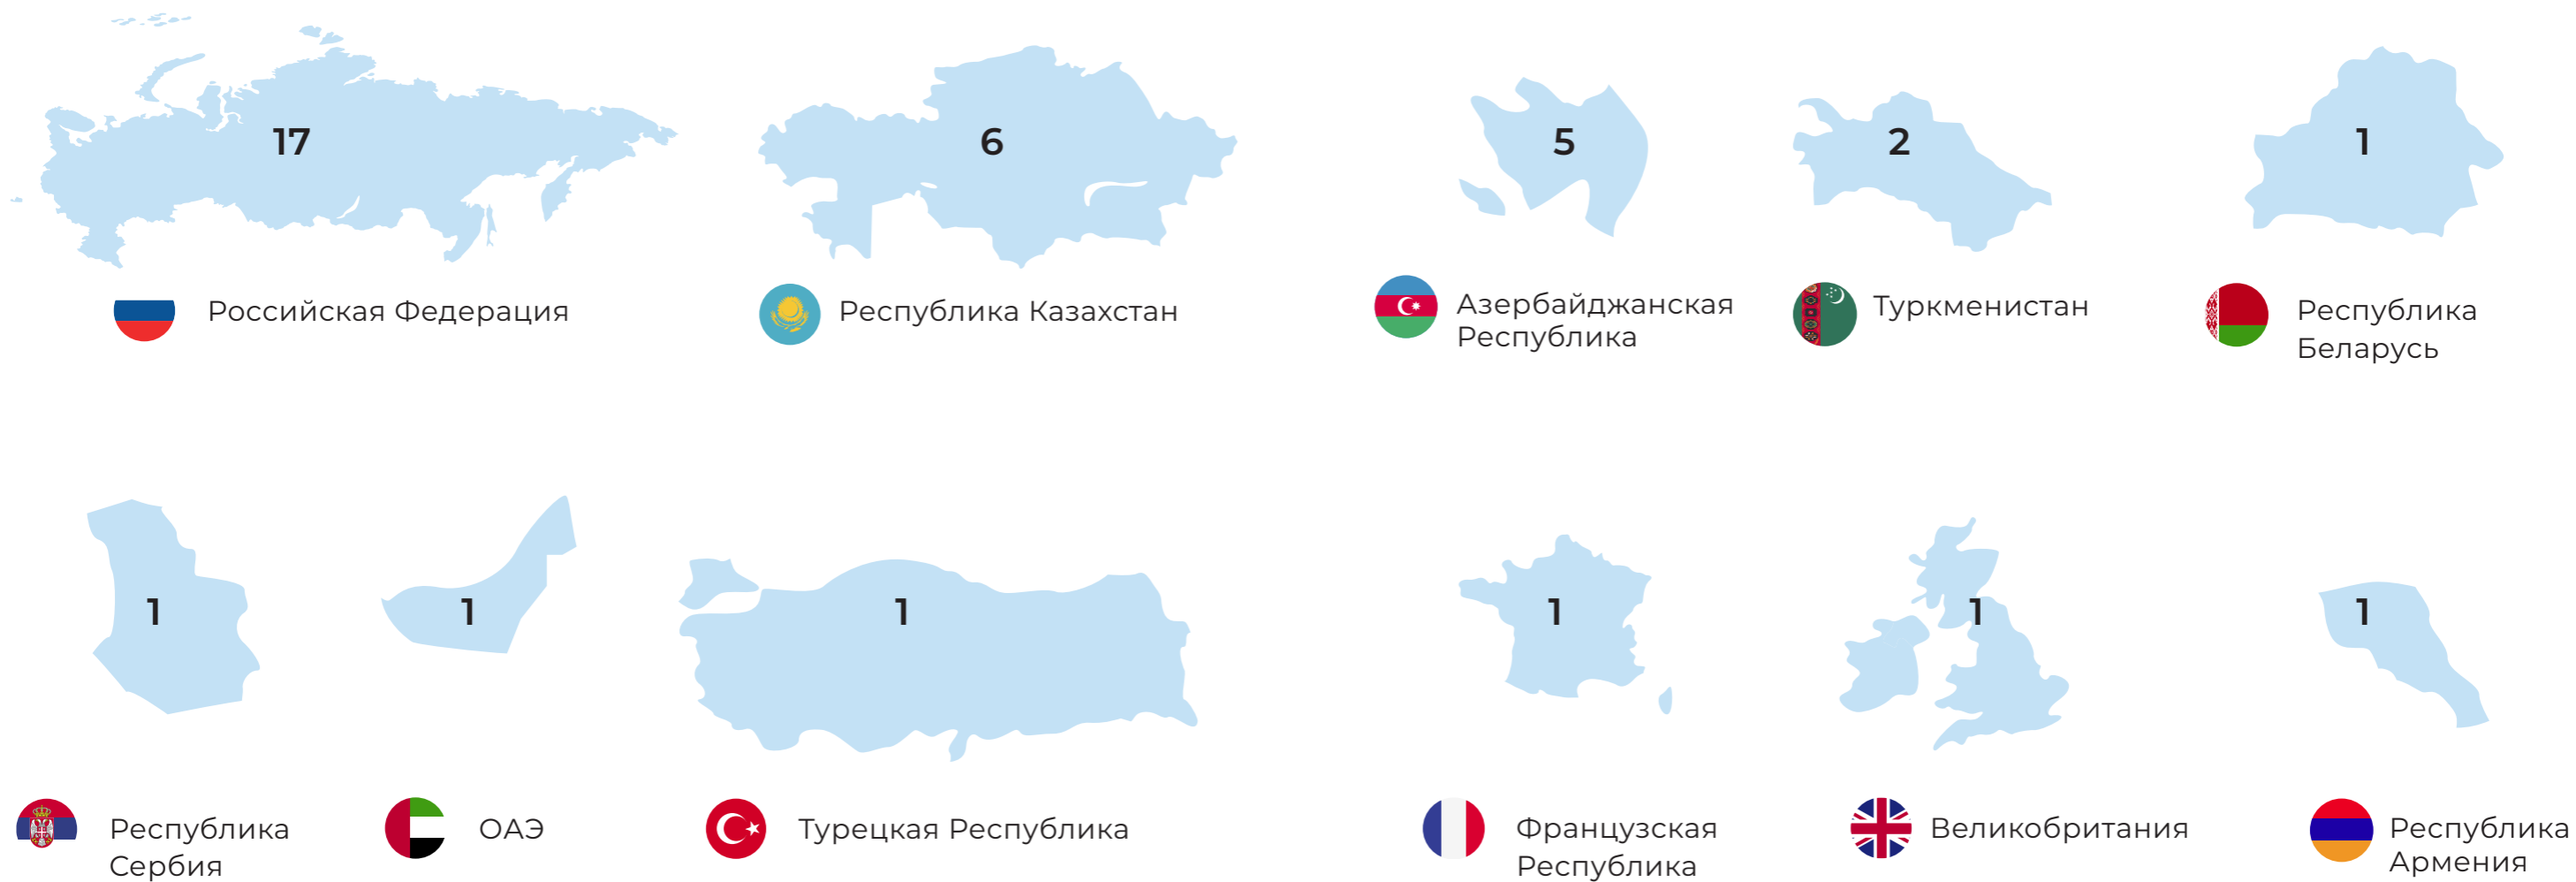 17
6
5
2
1
Российская Федерация
Республика Казахстан
Азербайджанская
Республика
Туркменистан
Республика
Беларусь
1
1
1
1
1
1
Республика
Сербия
ОАЭ
Турецкая Республика
Французская
Республика
Великобритания
Республика
Армения